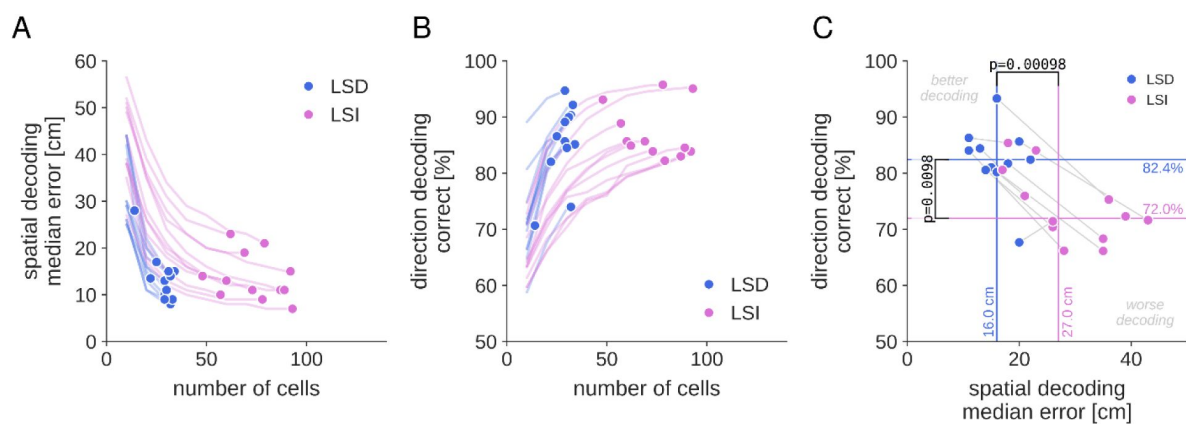 A
60
50
40
30
20
10
0
spatial decoding
median error [cm]
LSD
LSI
0
50
100
number of cells
B
100
90
80
70
60
50
direction decoding
correct [%]
LSD
LSI
0
50
100
number of cells
C
100
90
80
70
60
50
direction decoding
correct [%]
better
decoding
p=0.00098
LSD
LSI
p=0.0098
82.4%
72.0%
16.0 cm
27.0 cm
worse
decoding
0
20
40
spatial decoding
median error [cm]